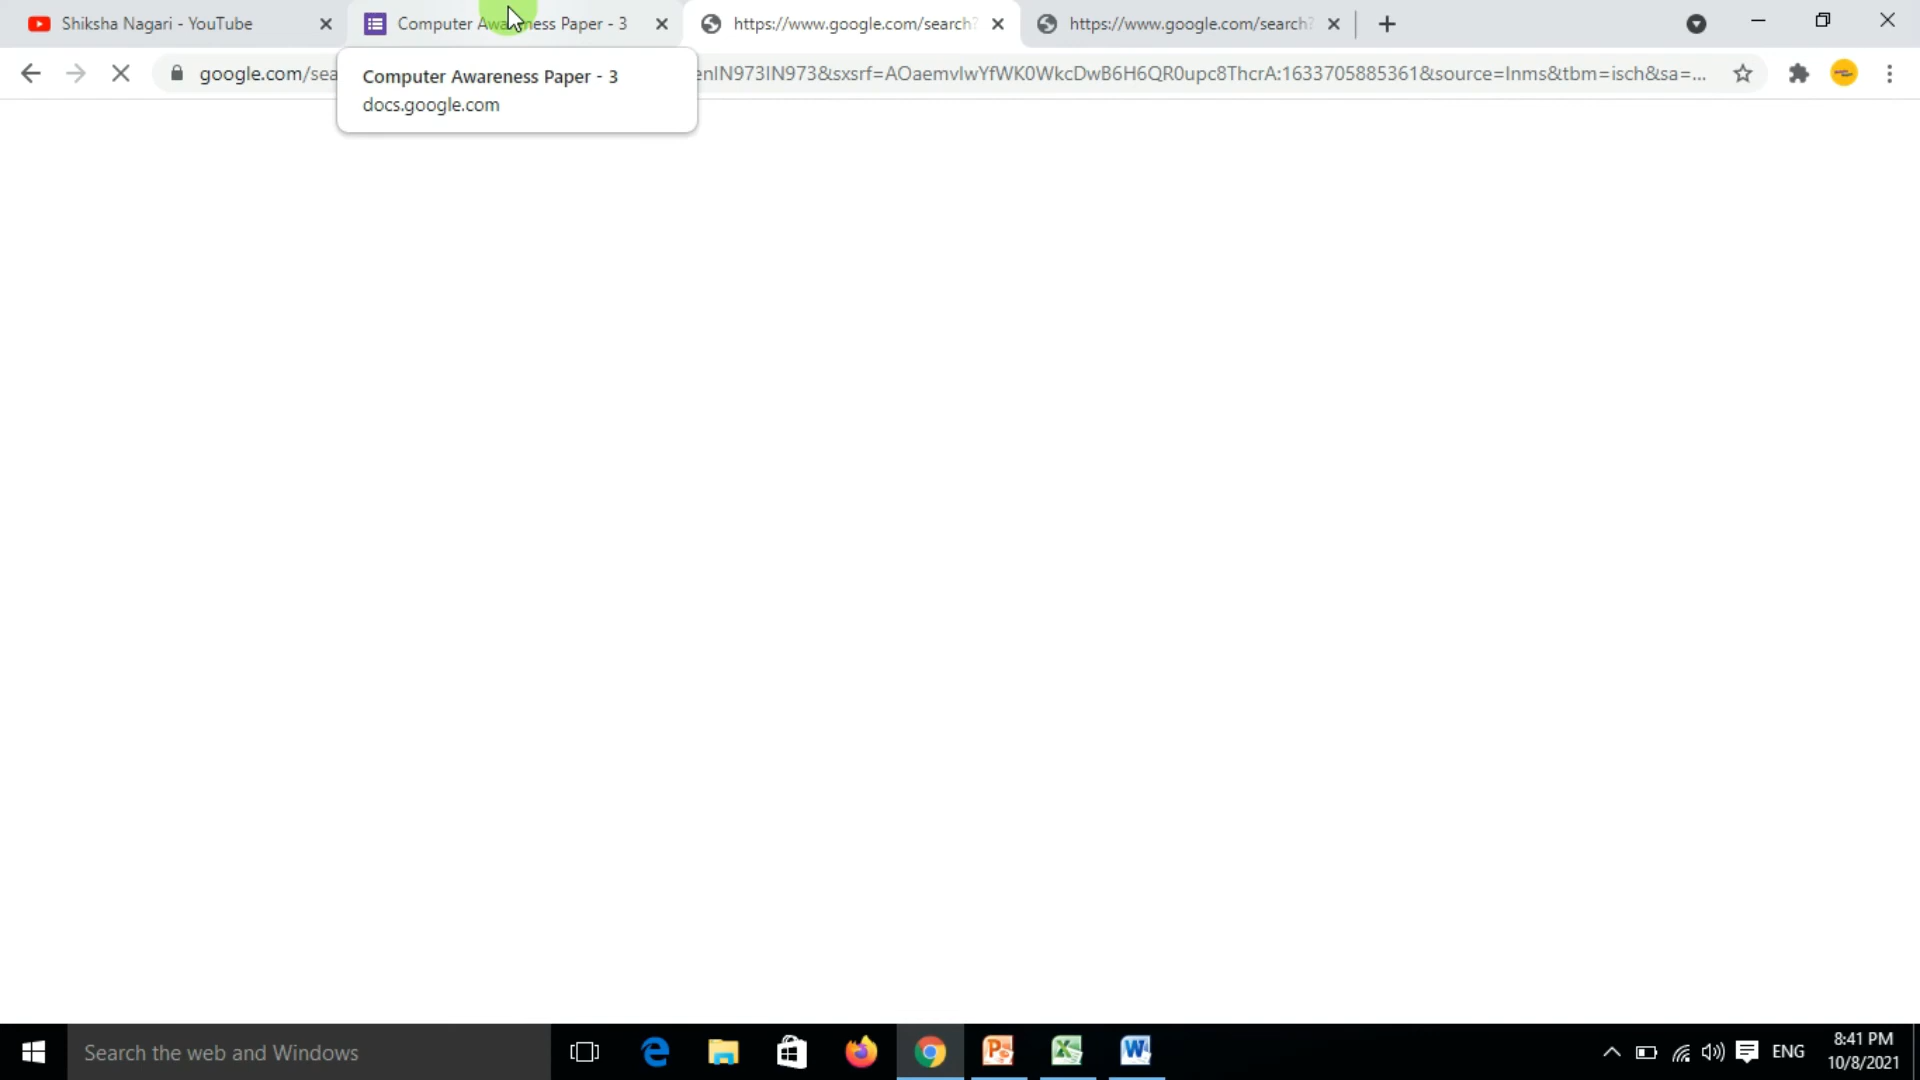 Shiksha Nagari - YouTube
Computer Awareness Paper - 3
https://www.google.com/search?
https://www.google.com/search?
google.com/sea
enIN973IN973&sxsrf=AOaemvIwYfWK0WkcDwB6H6QR0upc8ThcrA:1633705885361&source=lnms&tbm=isch&sa=...
Computer Awareness Paper - 3
docs.google.com
Search the web and Windows
ENG
8:41 PM
10/8/2021